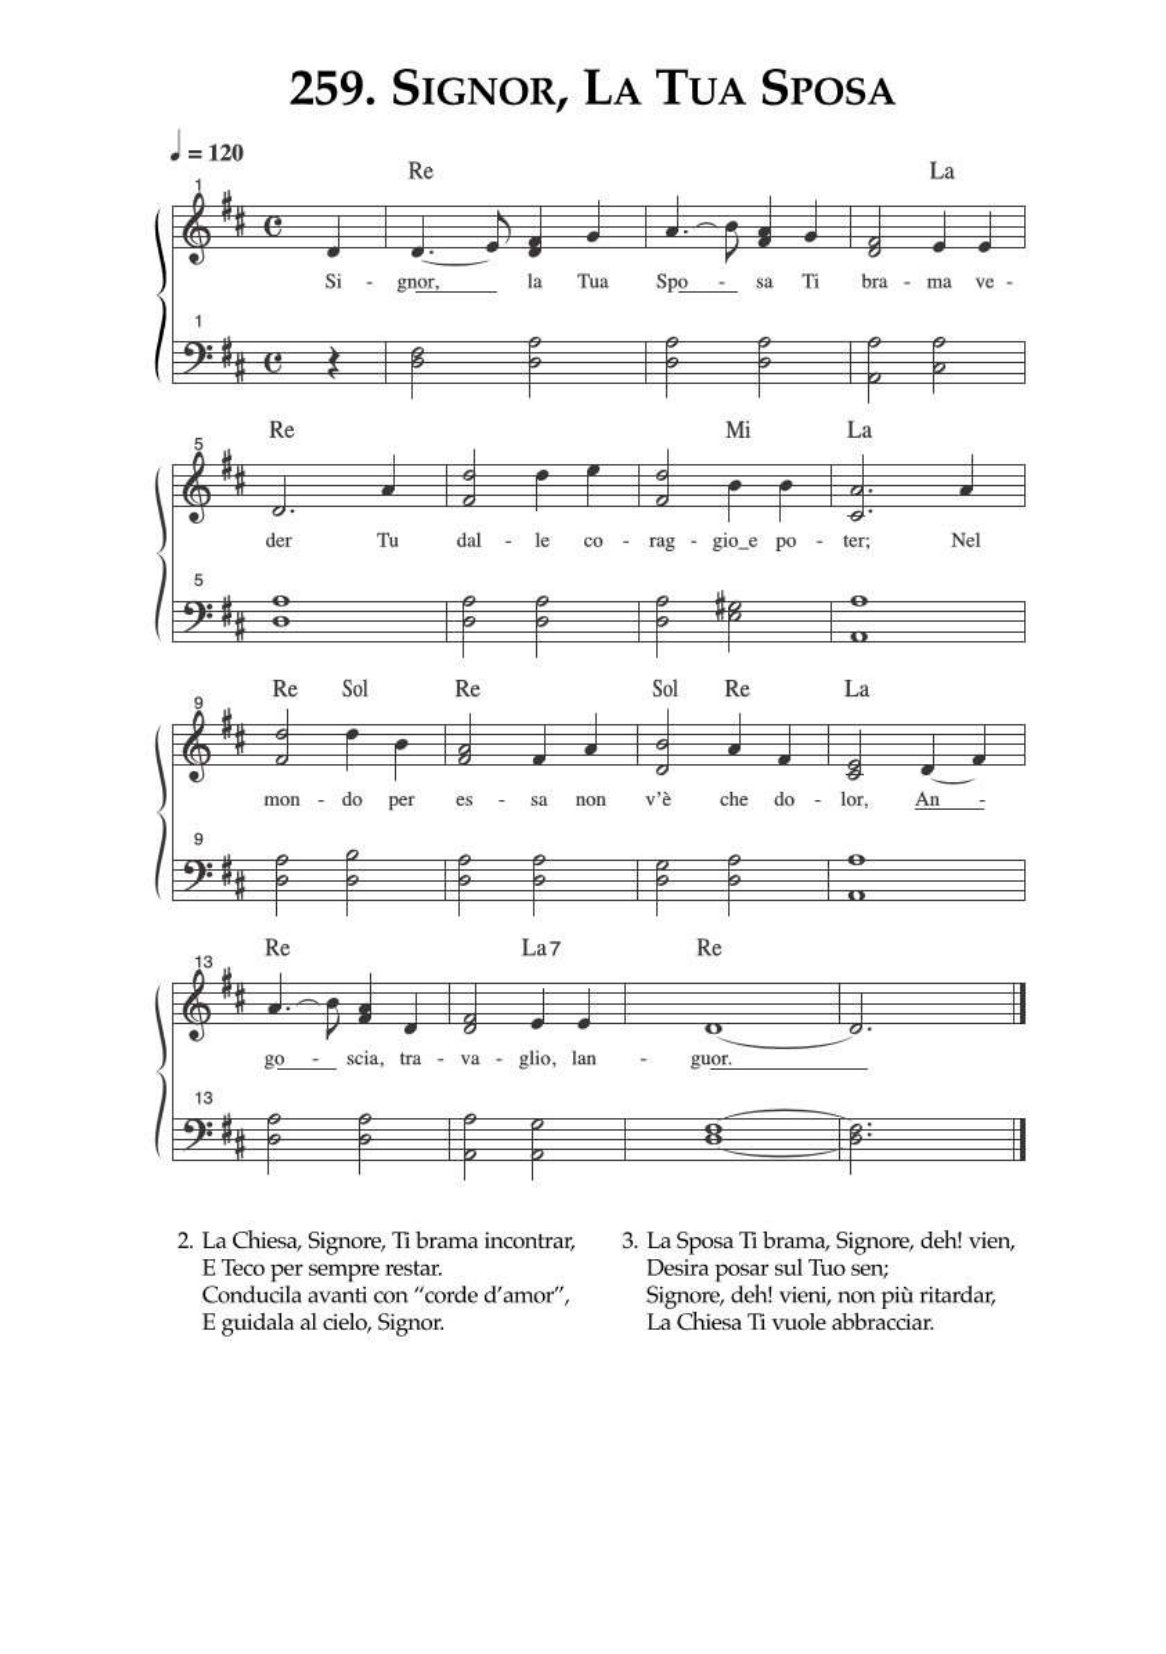 259. Signor, La Tua Sposa
♩ = 120
Re La
1
Si - gnor,____ la Tua Spo - sa Ti bra - ma ve -
1
Re Mi La
5
der Tu dal - le co - rag - gio_e po - ter; Nel
5
Re Sol Re Sol Re La
9
mon - do per es - sa non v'è che do - lor, An -
9
Re La7 Re
13
go - scia, tra - va - glio, lan - guor.____
13
2. La Chiesa, Signore, Ti brama incontrar,
E Teco per sempre restar.
Conducila avanti con “corde d'amor”,
E guidala al cielo, Signor.
3. La Sposa Ti brama, Signore, deh! vien,
Desira posar sul Tuo sen;
Signore, deh! vieni, non più ritardar,
La Chiesa Ti vuole abbracciar.